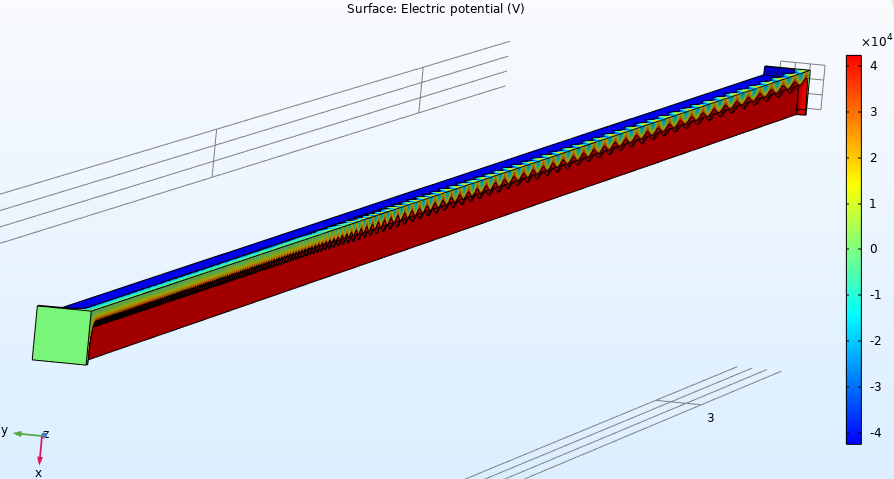 Surface: Electric potential (V)
×10⁴
4
3
2
1
0
-1
-2
-3
-4
3
y
z
x